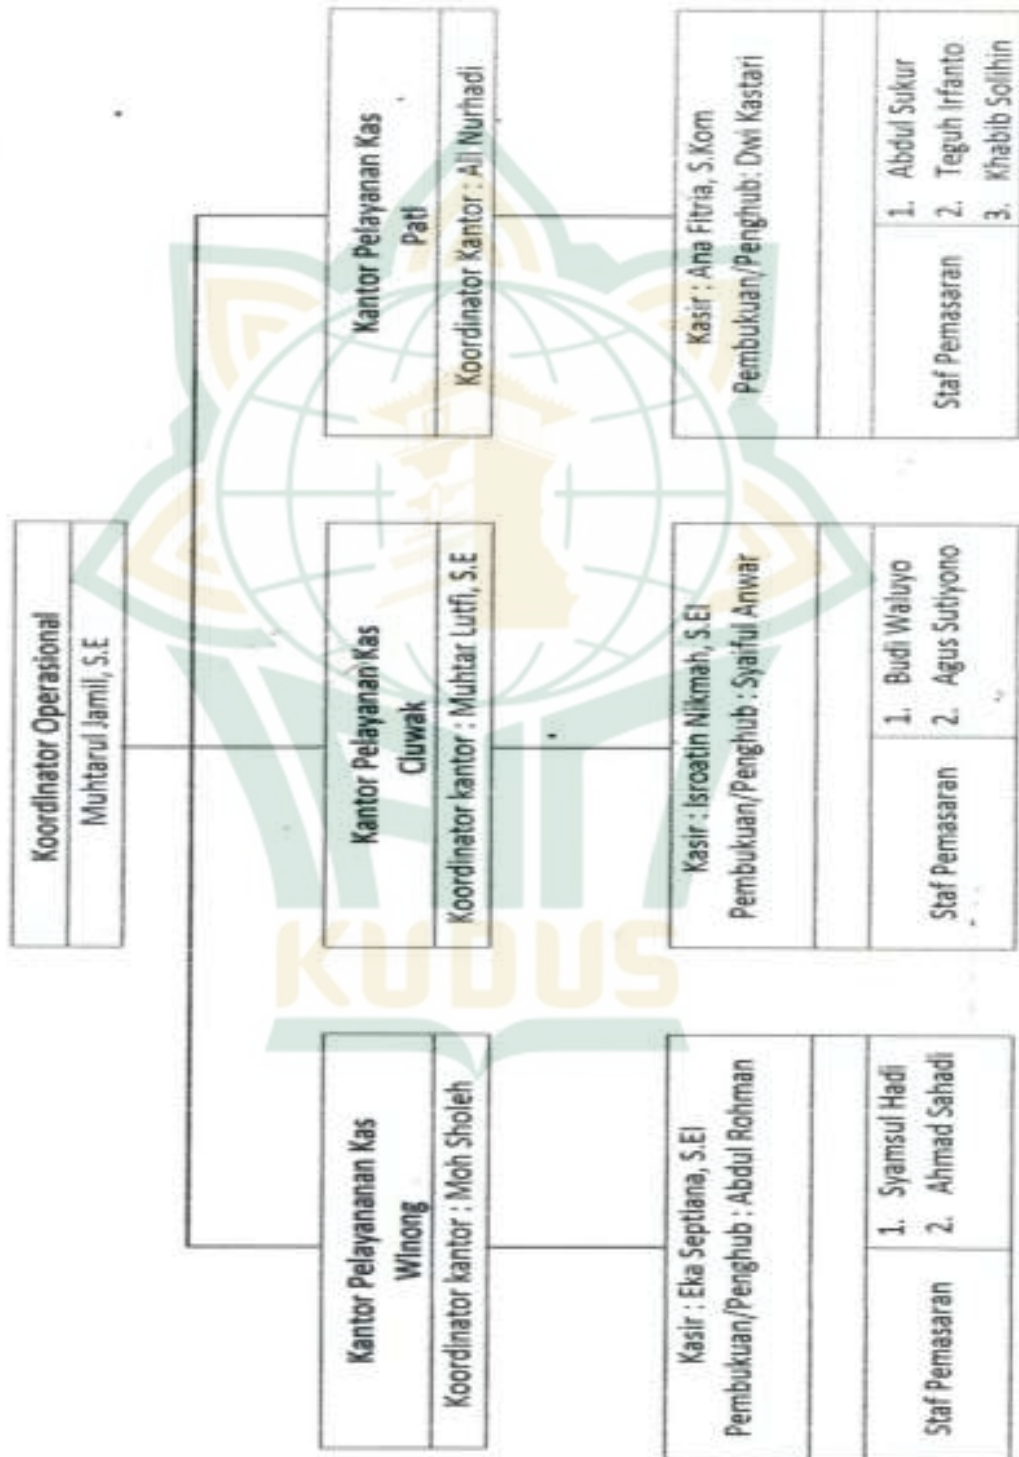 Koordinator Operasional
Muhtarul Jamil, S.E
Kantor Pelayananan Kas
Winong
Koordinator kantor : Moh Sholeh
Kasir : Eka Septiana, S.EI
Pembukuan/Penghub : Abdul Rohman
Staf Pemasaran
1. Syamsul Hadi
2. Ahmad Sahadi
Kantor Pelayanan Kas
Cluwak
Koordinator kantor : Muhtar Lutfi, S.E
Kasir : Isroatin Nikmah, S.EI
Pembukuan/Penghub : Syaiful Anwar
Staf Pemasaran
1. Budi Waluyo
2. Agus Sutiyono
Kantor Pelayanan Kas
Pati
Koordinator Kantor : Ali Nurhadi
Kasir : Ana Fitria, S.Kom
Pembukuan/Penghub: Dwi Kastari
Staf Pemasaran
1. Abdul Sukur
2. Teguh Irfanto
3. Khabib Solihin
KUDUS